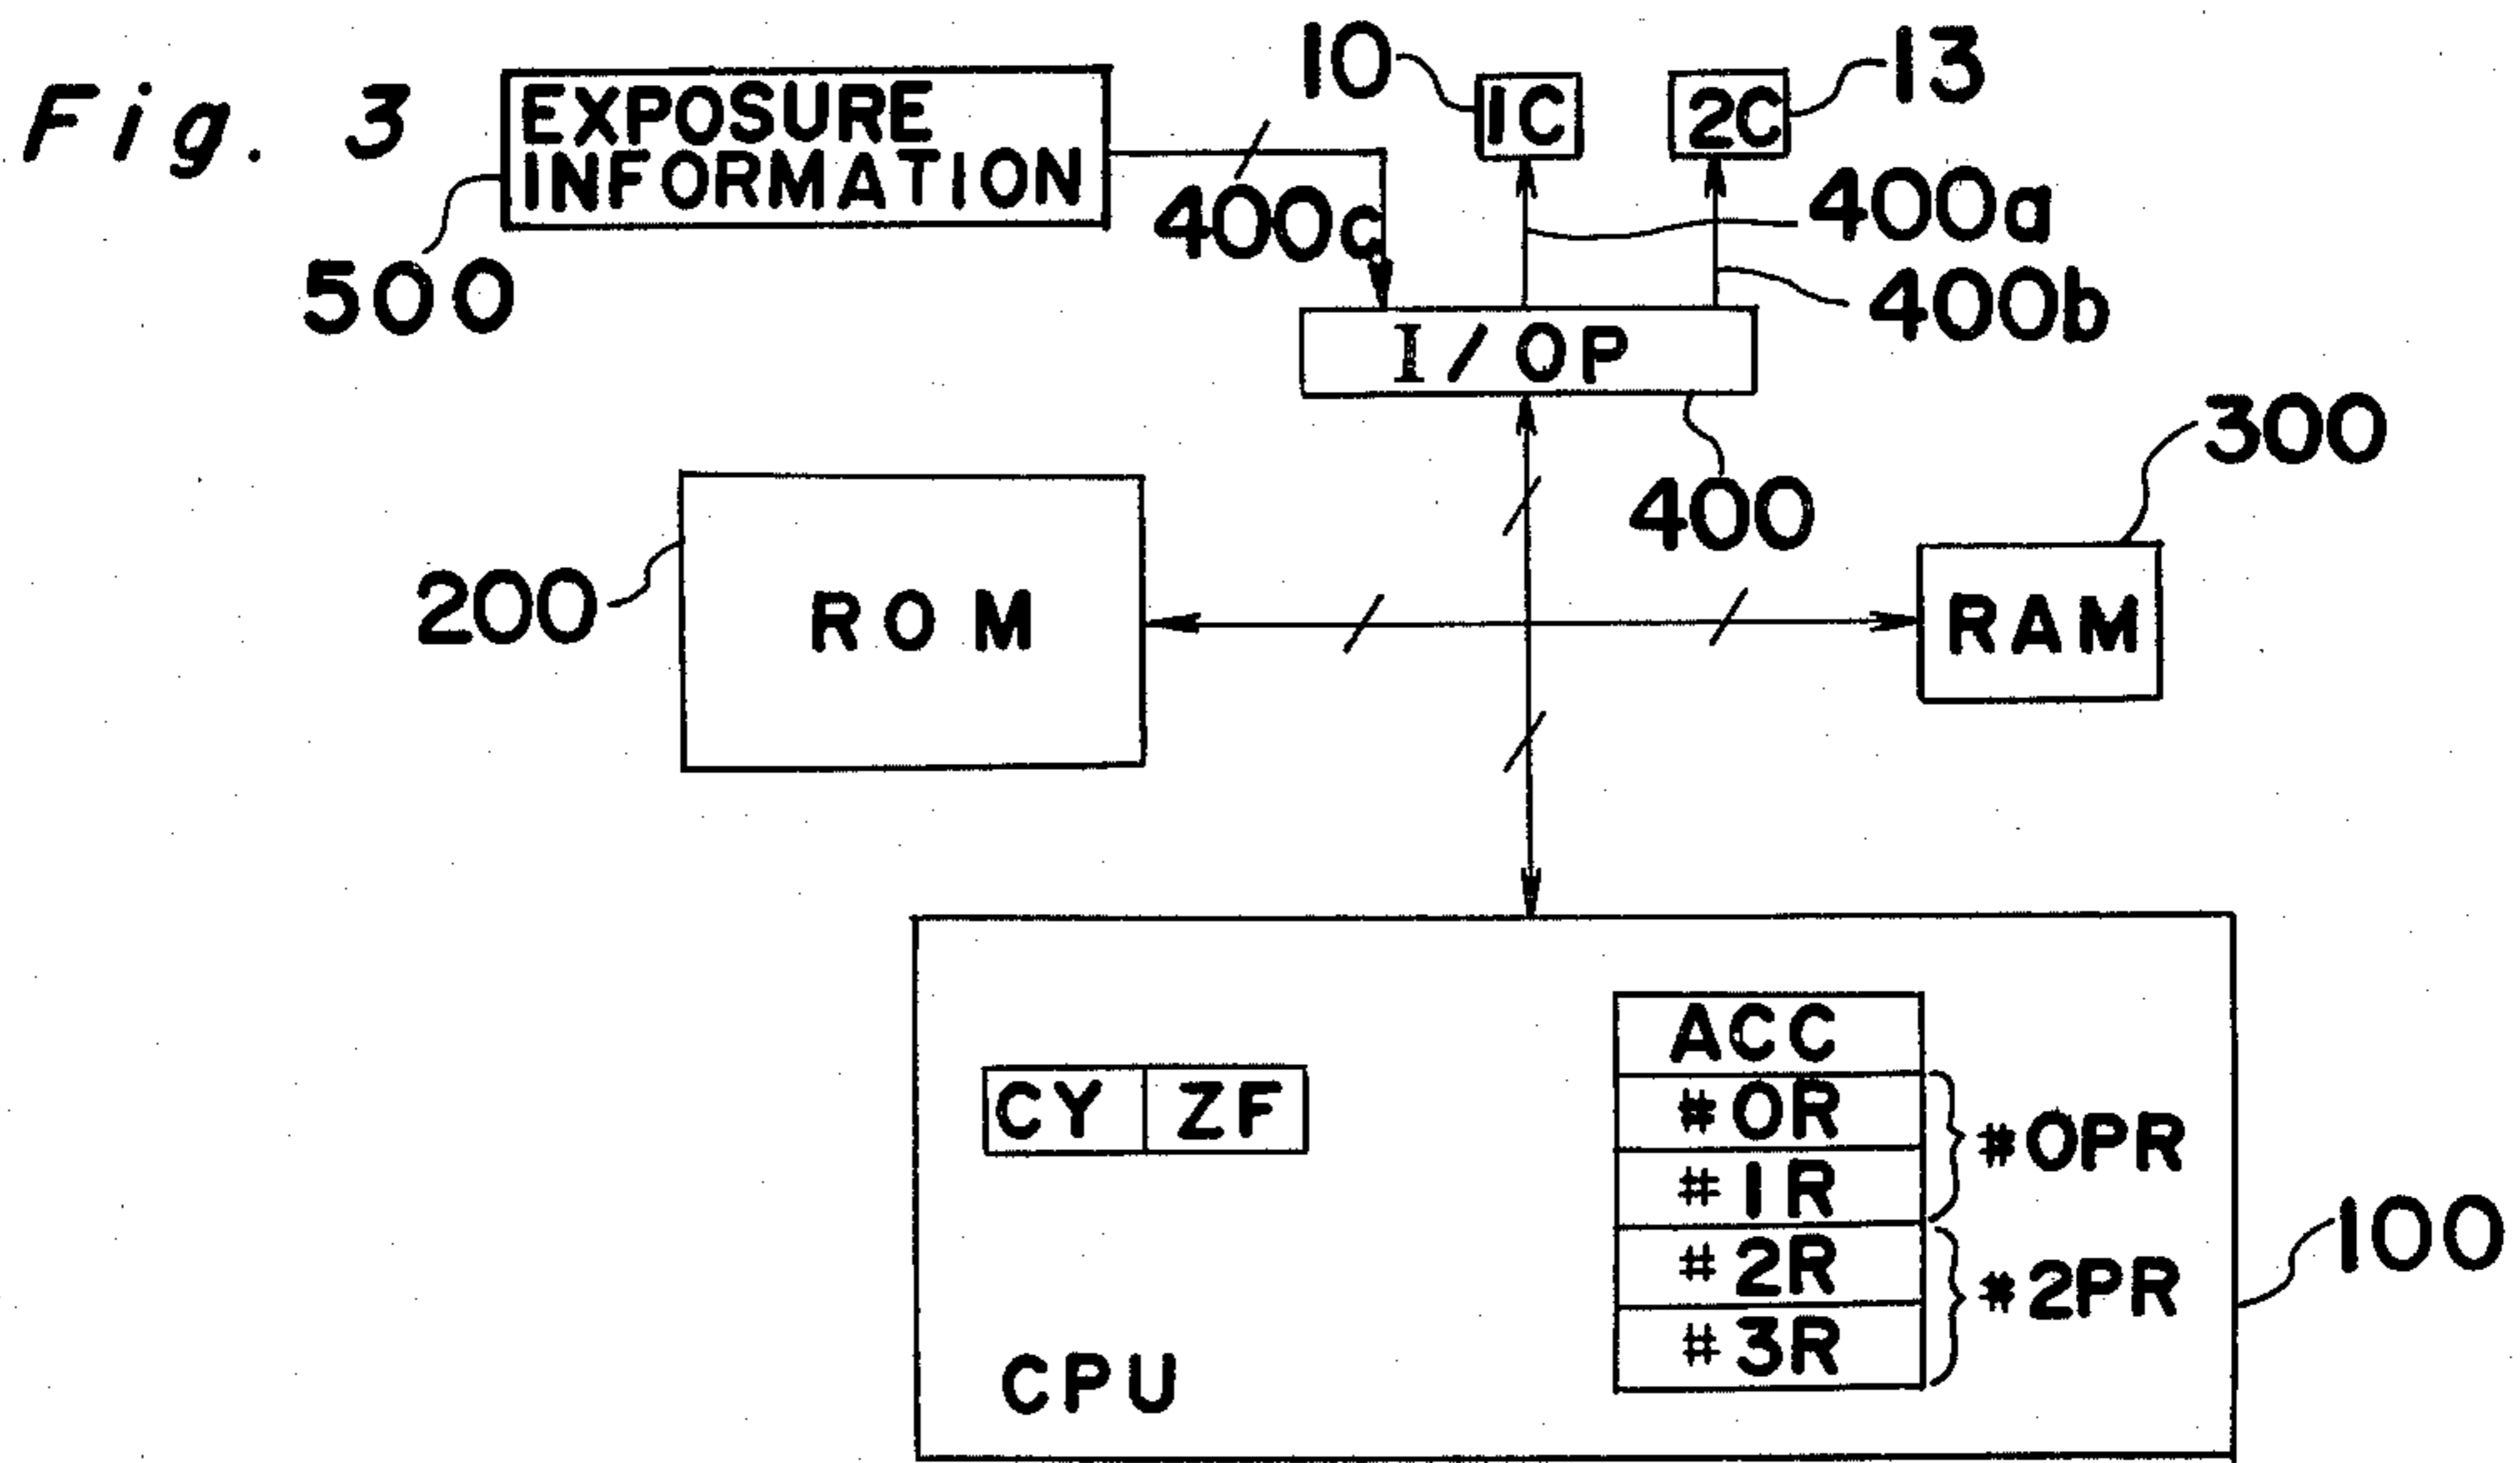 Fig. 3
EXPOSURE
INFORMATION
500
10
1C
2C
13
400c
400a
400b
I/OP
400
300
200
ROM
RAM
ACC
CY ZF
#0R
#1R
#0PR
#2R
#3R
#2PR
100
CPU